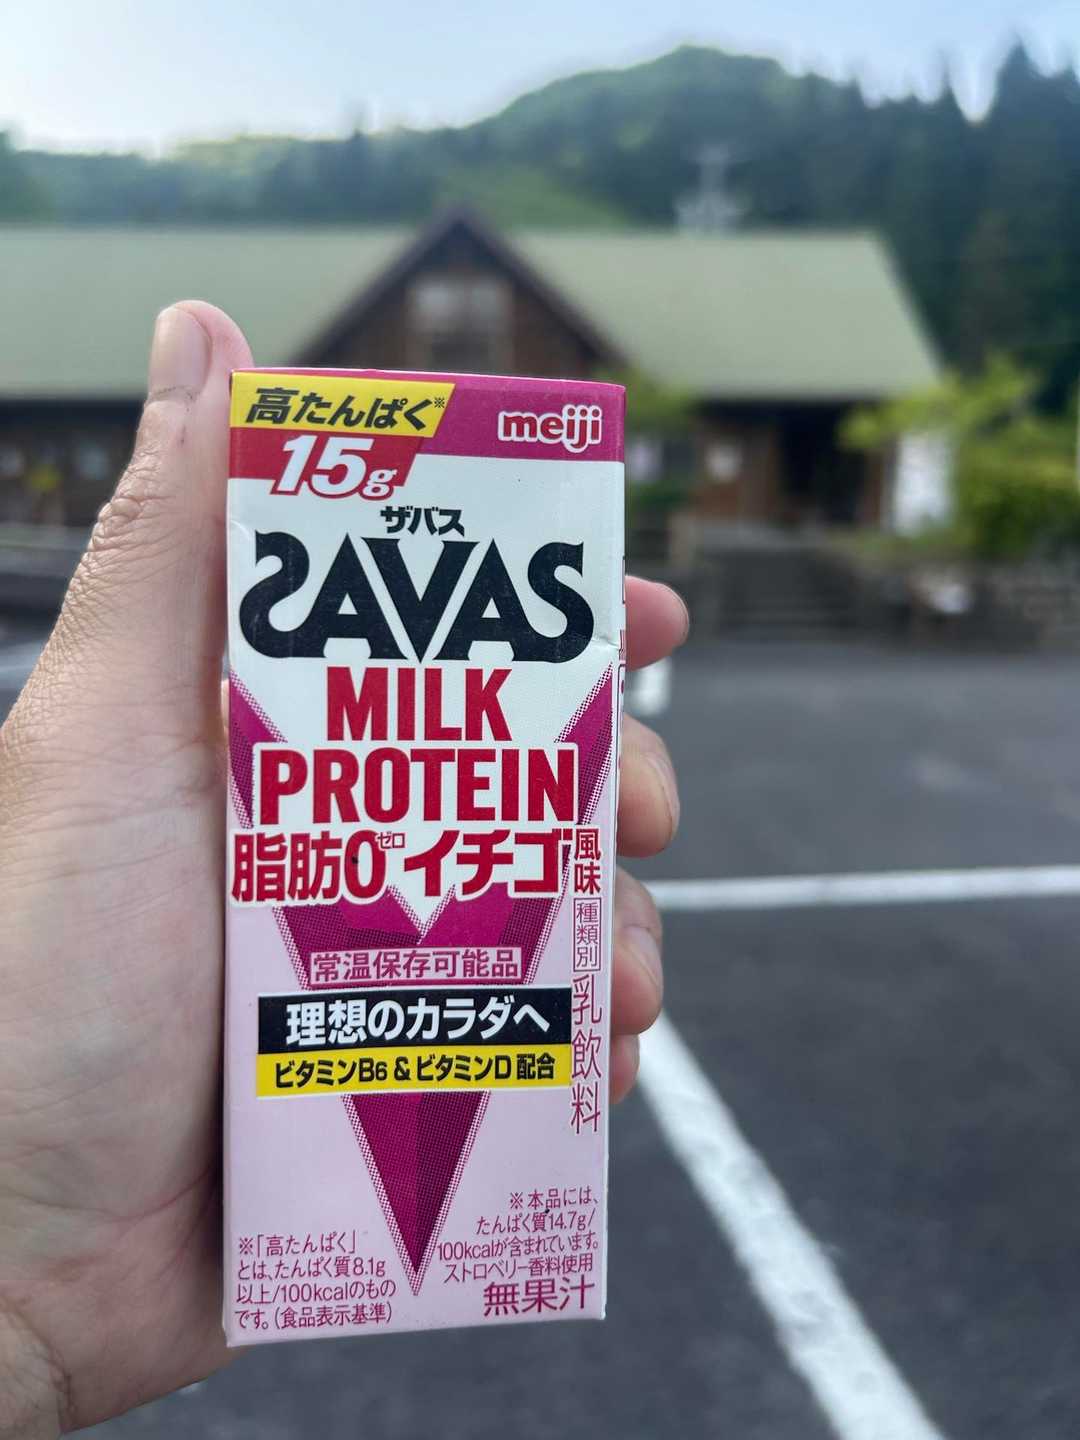 高たんぱく※
meiji
15g
ザバス
SAVAS
MILK
PROTEIN
脂肪0ゼロ イチゴ風味
種類別 乳飲料
常温保存可能品
理想のカラダへ
ビタミンB6 & ビタミンD 配合
※本品には、
たんぱく質14.7g/
100kcalが含まれています。
ストロベリー香料使用
無果汁
※「高たんぱく」
とは、たんぱく質8.1g
以上/100kcalのもの
です。(食品表示基準)